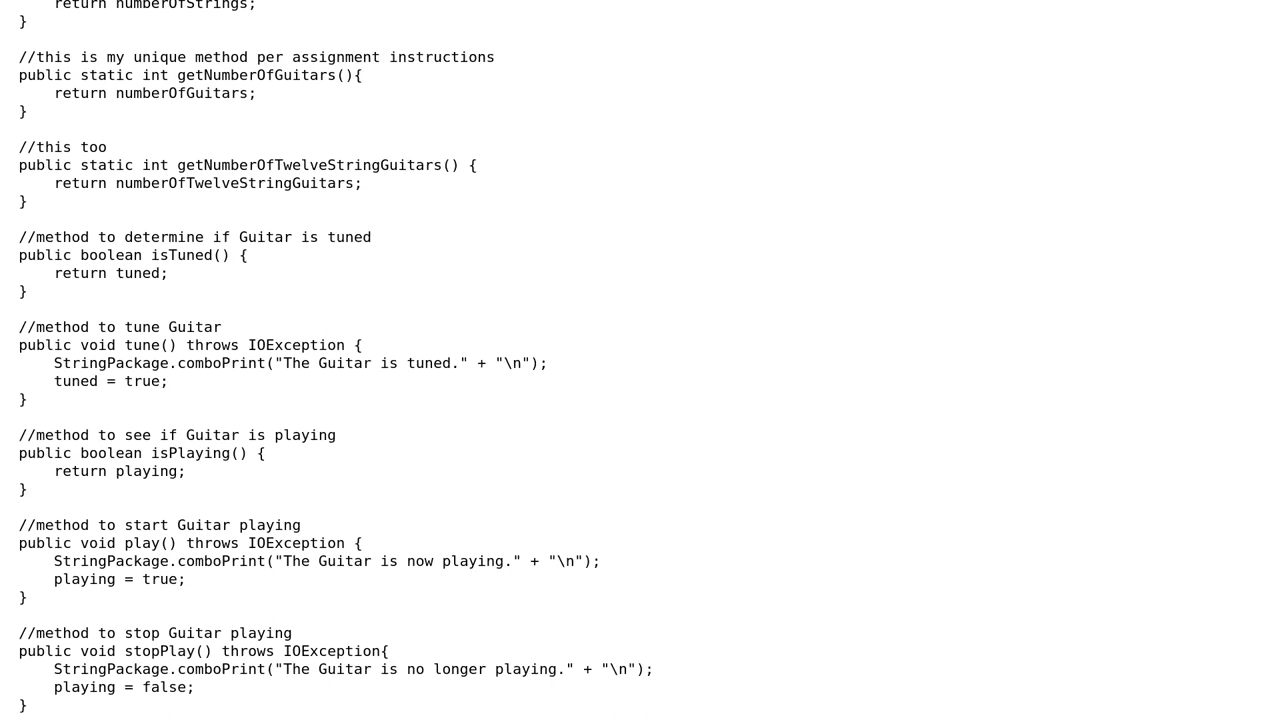 return numberOfStrings;
}
//this is my unique method per assignment instructions
public static int getNumberOfGuitars(){
return numberOfGuitars;
}
//this too
public static int getNumberOfTwelveStringGuitars() {
return numberOfTwelveStringGuitars;
}
//method to determine if Guitar is tuned
public boolean isTuned() {
return tuned;
}
//method to tune Guitar
public void tune() throws IOException {
StringPackage.comboPrint("The Guitar is tuned." + "\n");
tuned = true;
}
//method to see if Guitar is playing
public boolean isPlaying() {
return playing;
}
//method to start Guitar playing
public void play() throws IOException {
StringPackage.comboPrint("The Guitar is now playing." + "\n");
playing = true;
}
//method to stop Guitar playing
public void stopPlay() throws IOException{
StringPackage.comboPrint("The Guitar is no longer playing." + "\n");
playing = false;
}